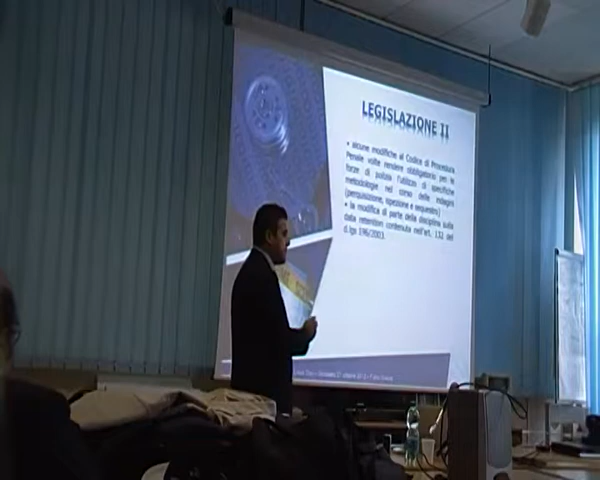 LEGISLAZIONE II
• alcune modifiche al Codice di Procedura
Penale volte rendere obbligatorio per le
forze di polizia l'utilizzo di specifiche
metodologie nel corso delle indagini
(perquisizione, ispezione e sequestro)
• la modifica di parte della disciplina sulla
data retention contenuta nell'art. 132 del
d.lgs 196/2003.